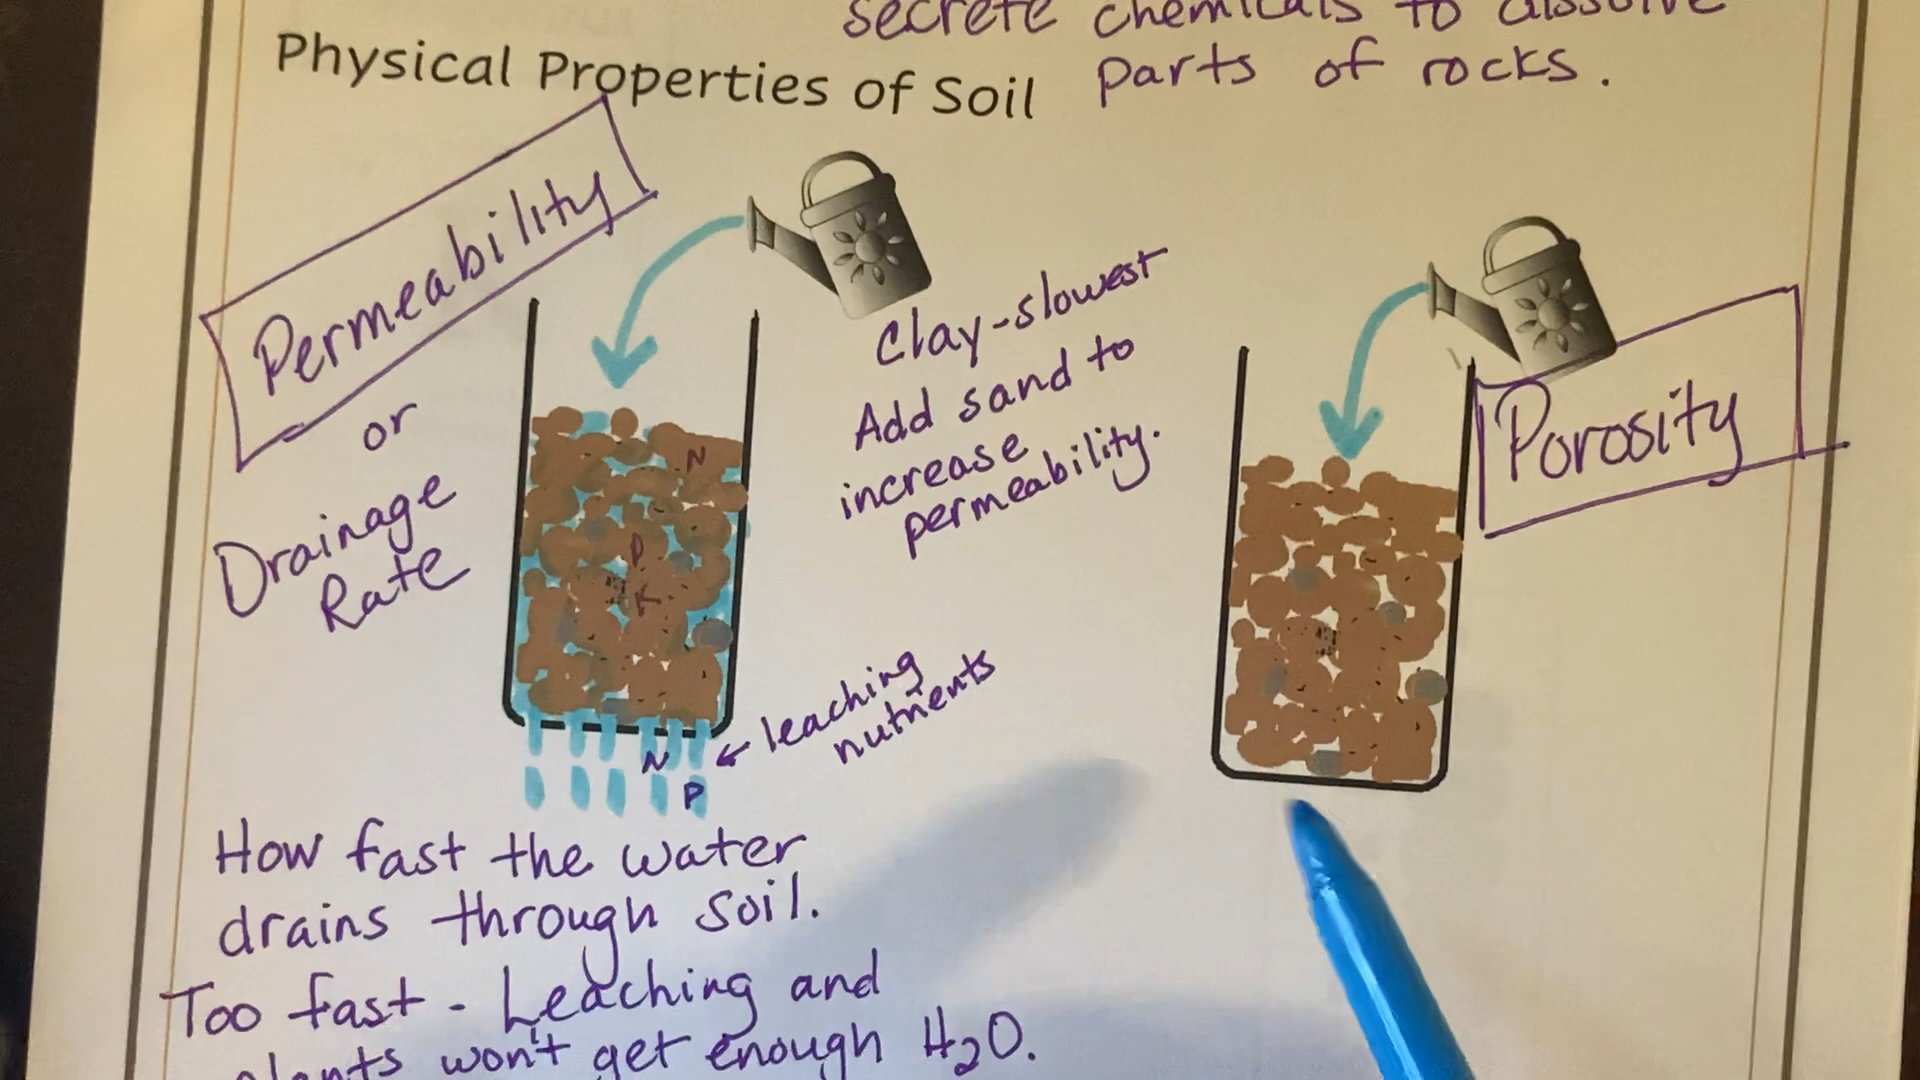 secrete chemicals to dissolve
parts of rocks.
Physical Properties of Soil
Permeability
or
Drainage
Rate
Clay-slowest
Add sand to
increase
permeability.
Porosity
N
P
K
leaching
nutrients
N
P
How fast the water
drains through soil.
Too fast - Leaching and
plants won't get enough H2O.